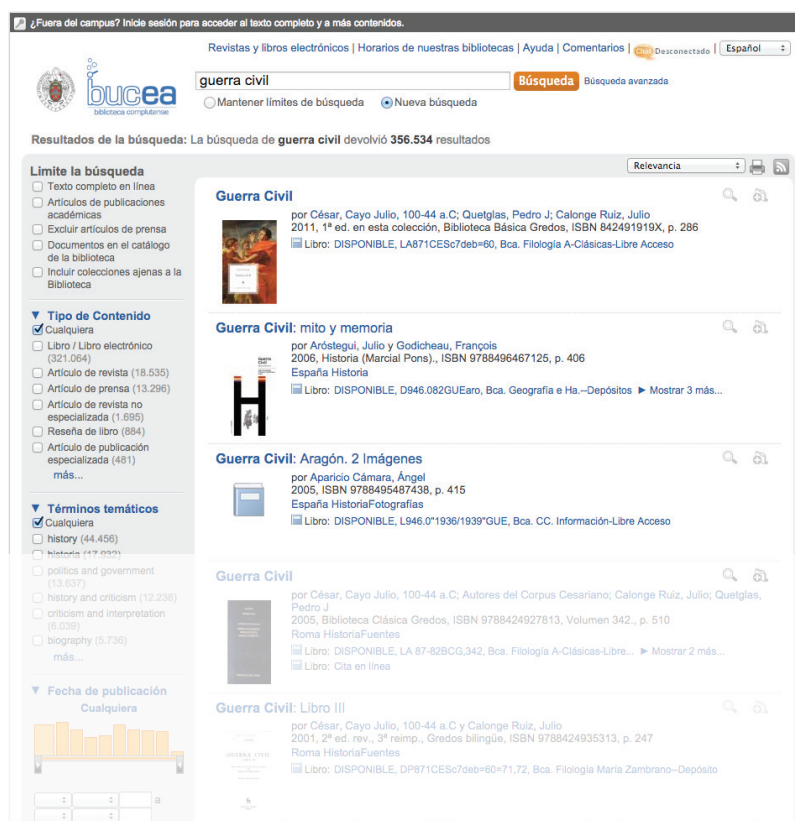 ¿Fuera del campus? Inicie sesión para acceder al texto completo y a más contenidos.
Revistas y libros electrónicos | Horarios de nuestras bibliotecas | Ayuda | Comentarios | Chat Desconectado | Español
bucea
biblioteca complutense
guerra civil
Búsqueda
Búsqueda avanzada
Mantener límites de búsqueda
Nueva búsqueda
Resultados de la búsqueda: La búsqueda de guerra civil devolvió 356.534 resultados
Relevancia
Limite la búsqueda
Texto completo en línea
Artículos de publicaciones
académicas
Excluir artículos de prensa
Documentos en el catálogo
de la biblioteca
Incluir colecciones ajenas a la
Biblioteca
Tipo de Contenido
Cualquiera
Libro / Libro electrónico
(321.064)
Artículo de revista (18.535)
Artículo de prensa (13.296)
Artículo de revista no
especializada (1.695)
Reseña de libro (884)
Artículo de publicación
especializada (481)
más...
Términos temáticos
Cualquiera
history (44.456)
historia (17.932)
politics and government
(13.637)
history and criticism (12.238)
criticism and interpretation
(6.039)
biography (5.736)
más...
Fecha de publicación
Cualquiera
a
Guerra Civil
por César, Cayo Julio, 100-44 a.C; Quetglas, Pedro J; Calonge Ruiz, Julio
2011, 1ª ed. en esta colección, Biblioteca Básica Gredos, ISBN 842491919X, p. 286
Libro: DISPONIBLE, LA871CESc7deb=60, Bca. Filología A-Clásicas-Libre Acceso
Guerra Civil: mito y memoria
por Aróstegui, Julio y Godicheau, François
2006, Historia (Marcial Pons)., ISBN 9788496467125, p. 406
España Historia
Libro: DISPONIBLE, D946.082GUEaro, Bca. Geografía e Ha.--Depósitos ► Mostrar 3 más...
Guerra Civil: Aragón. 2 Imágenes
por Aparicio Cámara, Ángel
2005, ISBN 9788495487438, p. 415
España HistoriaFotografías
Libro: DISPONIBLE, L946.0"1936/1939"GUE, Bca. CC. Información-Libre Acceso
Guerra Civil
por César, Cayo Julio, 100-44 a.C; Autores del Corpus Cesariano; Calonge Ruiz, Julio; Quetglas,
Pedro J
2005, Biblioteca Clásica Gredos, ISBN 9788424927813, Volumen 342., p. 510
Roma HistoriaFuentes
Libro: DISPONIBLE, LA 87-82BCG,342, Bca. Filología A-Clásicas-Libre... ► Mostrar 2 más...
Libro: Cita en línea
Guerra Civil: Libro III
por César, Cayo Julio, 100-44 a.C y Calonge Ruiz, Julio
2001, 2ª ed. rev., 3ª reimp., Gredos bilingüe, ISBN 9788424935313, p. 247
Roma HistoriaFuentes
Libro: DISPONIBLE, DP871CESc7deb=60=71,72, Bca. Filología María Zambrano--Depósito